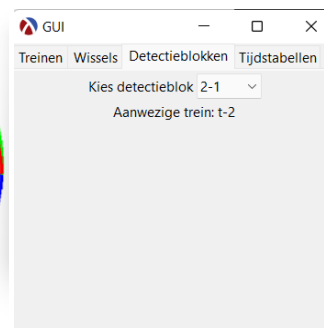 GUI
Treinen Wissels Detectieblokken Tijdstabellen
Kies detectieblok 2-1
Aanwezige trein: t-2